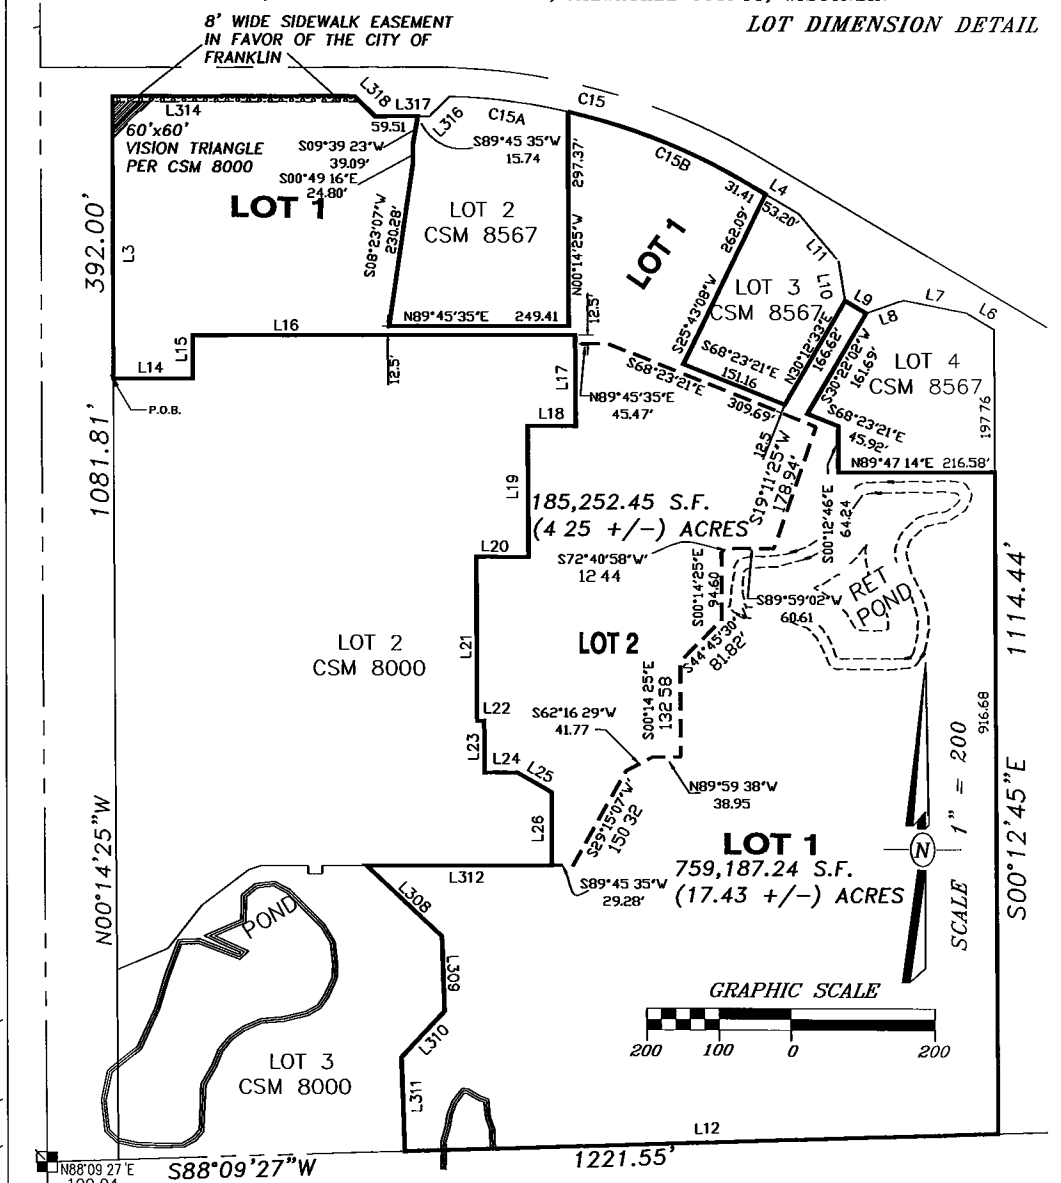 LOT DIMENSION DETAIL
8' WIDE SIDEWALK EASEMENT
IN FAVOR OF THE CITY OF
FRANKLIN
L314
L318
L317
59.51
L316
C15A
C15
60'x60'
VISION TRIANGLE
PER CSM 8000
S09°39 23"W
39.09'
S00°49 16"E
24.80'
S89°45 35"W
15.74
297.37'
N00°14'25"W
C15B
31.41
L4
53.20'
392.00'
L3
LOT 1
S08°23'07"W
230.28'
LOT 2
CSM 8567
LOT 1
262.09'
S25°43'08"W
L11
L10
LOT 3
CSM 8567
L9
L8
L7
L6
N89°45'35"E 249.41
12.5'
L16
L15
L14
P.O.B.
12.5'
L17
L18
S68°23'21"E
N89°45'35"E
45.47'
S68°23'21"E
151.16
309.69'
N30°12'33"E
166.62'
S30°22'02"W
161.69'
LOT 4
CSM 8567
S68°23'21"E
45.92'
197.76
N89°47 14"E 216.58'
1081.81'
L19
L20
185,252.45 S.F.
(4 25 +/-) ACRES
12.5
S19°11'25"W
178.94'
S00°12'46"E
64.24
S72°40'58"W'
12 44
S00°14'25"E
94.60
S89°59'02"W
60.61
RET
POND
1114.44'
LOT 2
CSM 8000
L21
LOT 2
S44°45'30"W
81.82'
L22
L23
L24
L25
L26
S62°16 29"W
41.77
S00°14 25"E
132 58
N89°59 38"W
38.95
916.68
SCALE 1" = 200
N
S29°15'07"W'
150 32
LOT 1
759,187.24 S.F.
(17.43 +/-) ACRES
S89°45 35"W
29.28'
S00°12'45"E
N00°14'25"W
L312
L308
L309
L310
L311
POND
LOT 3
CSM 8000
GRAPHIC SCALE
200 100 0 200
L12
N88°09 27'E
S88°09'27"W
1221.55'